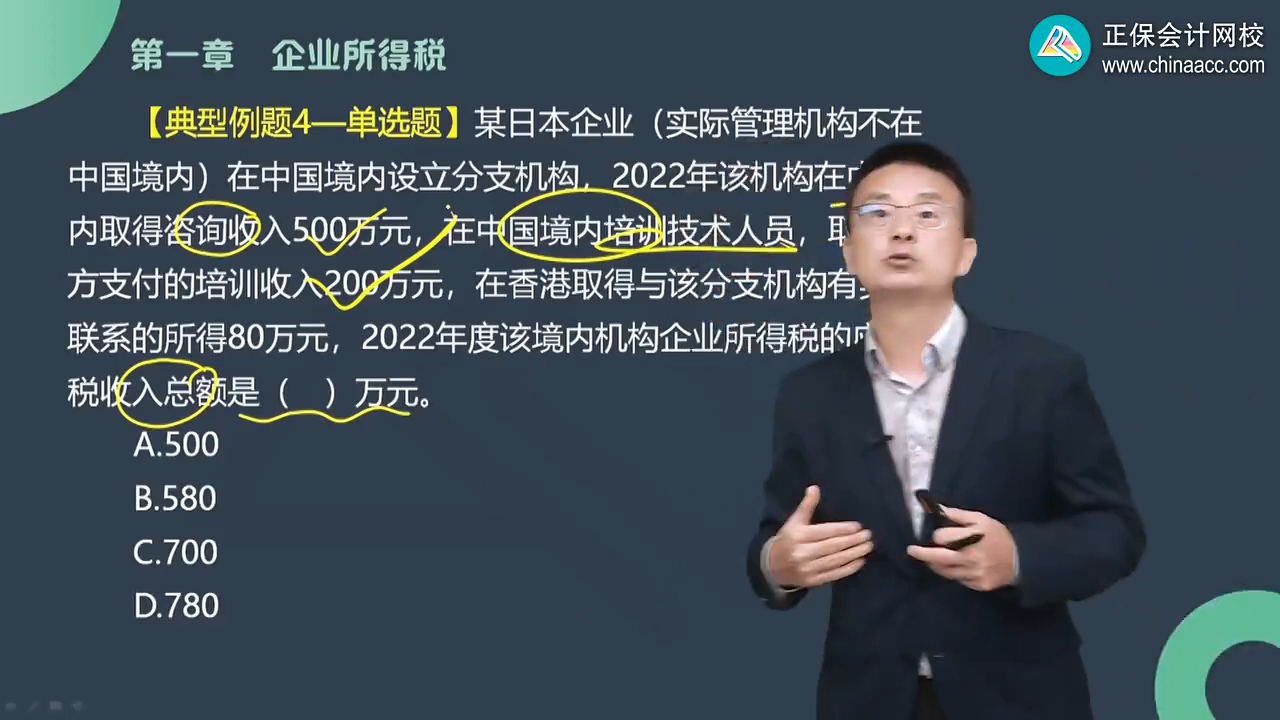 第一章 企业所得税
正保会计网校
www.chinaacc.com
【典型例题4—单选题】某日本企业（实际管理机构不在
中国境内）在中国境内设立分支机构，2022年该机构在
内取得咨询收入500万元，在中国境内培训技术人员，
方支付的培训收入200万元，在香港取得与该分支机构有
联系的所得80万元，2022年度该境内机构企业所得税的
税收入总额是（ ）万元。
A.500
B.580
C.700
D.780